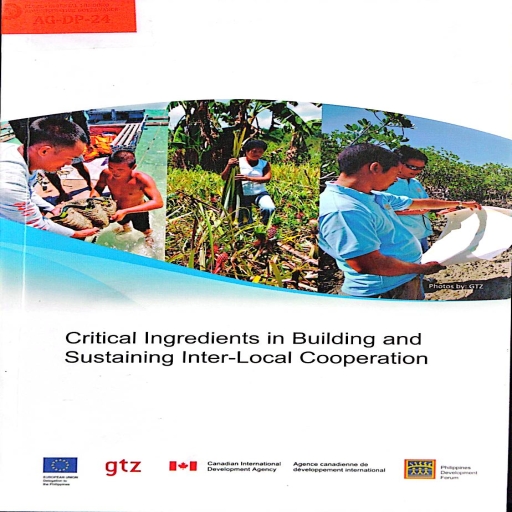 AG-DP-24
Photos by: GTZ
Critical Ingredients in Building and
Sustaining Inter-Local Cooperation
EUROPEAN UNION
Delegation to
the Philippines
gtz
Canadian International
Development Agency
Agence canadienne de
développement international
Philippines
Development
Forum